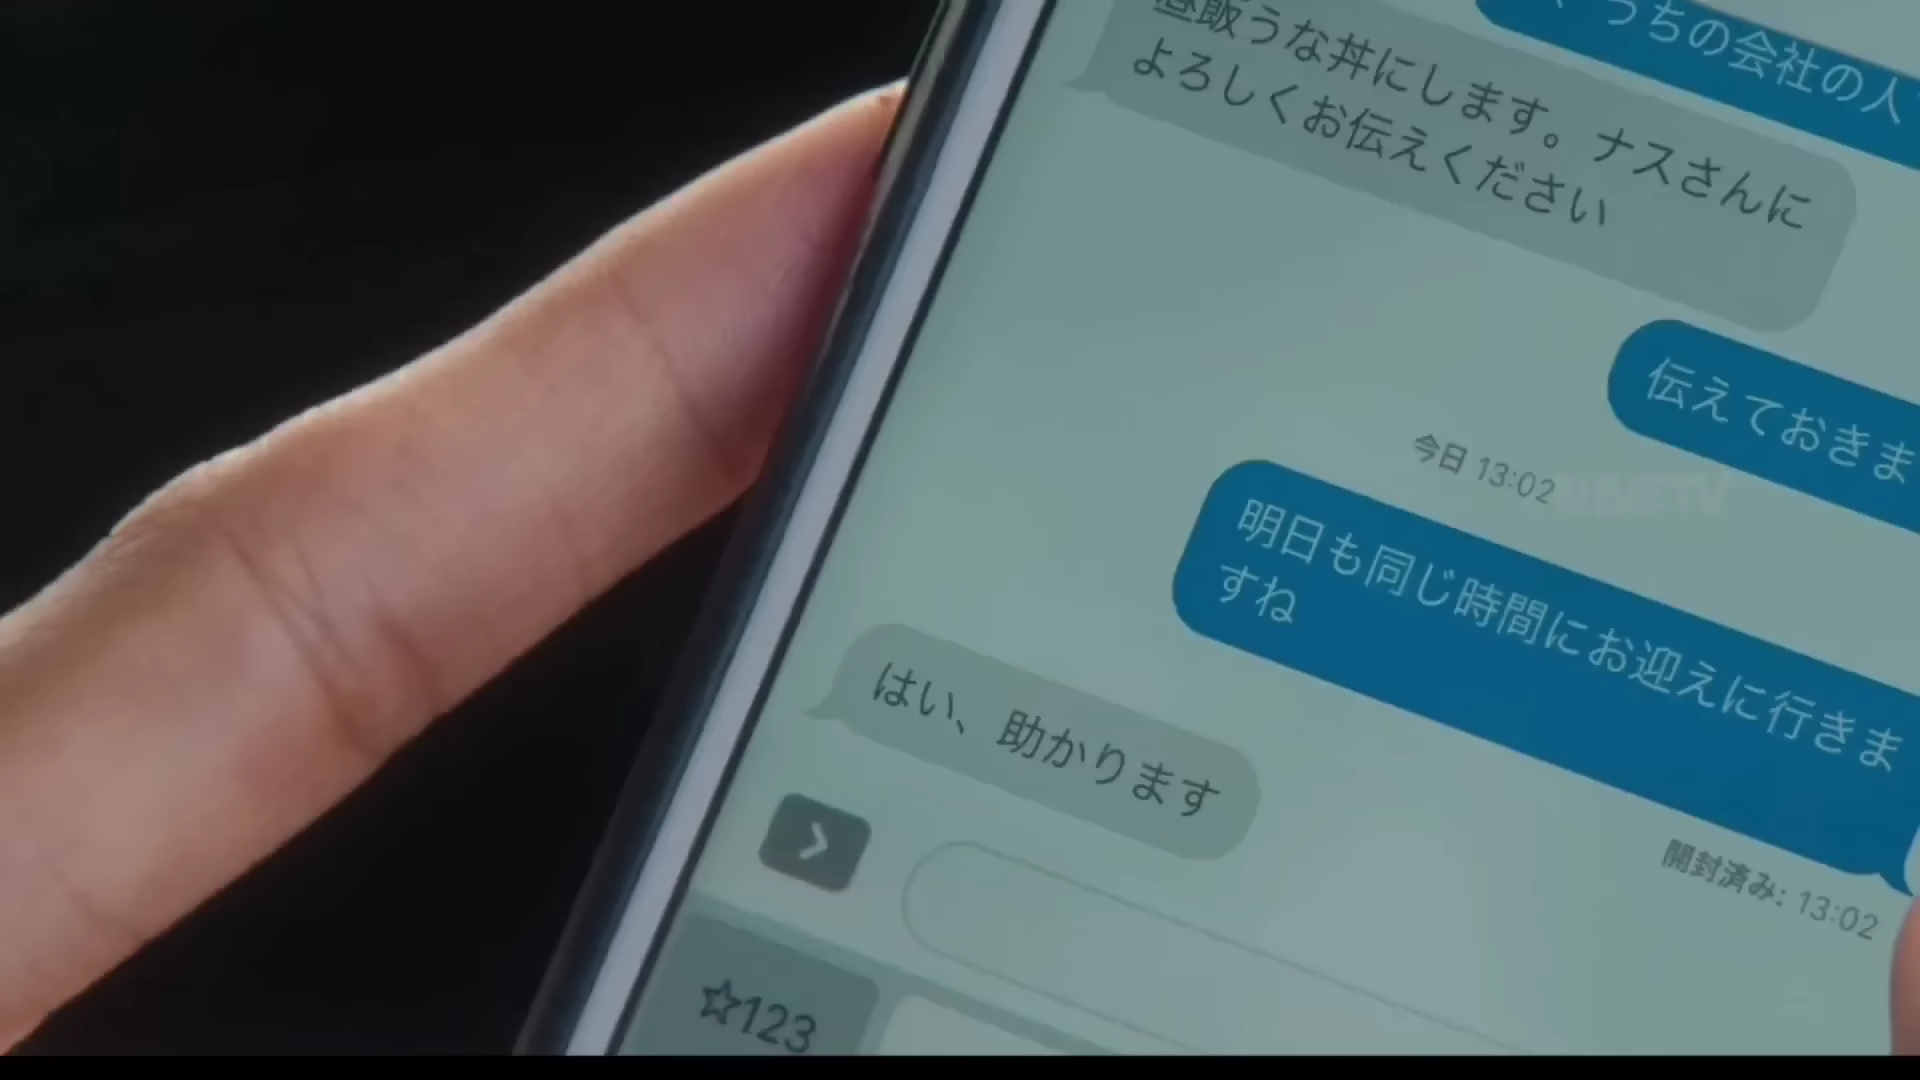 うちの会社の人
昼飯うな丼にします。ナスさんに
よろしくお伝えください
伝えておきま
今日 13:02
明日も同じ時間にお迎えに行きま
すね
はい、助かります
開封済み: 13:02
☆123